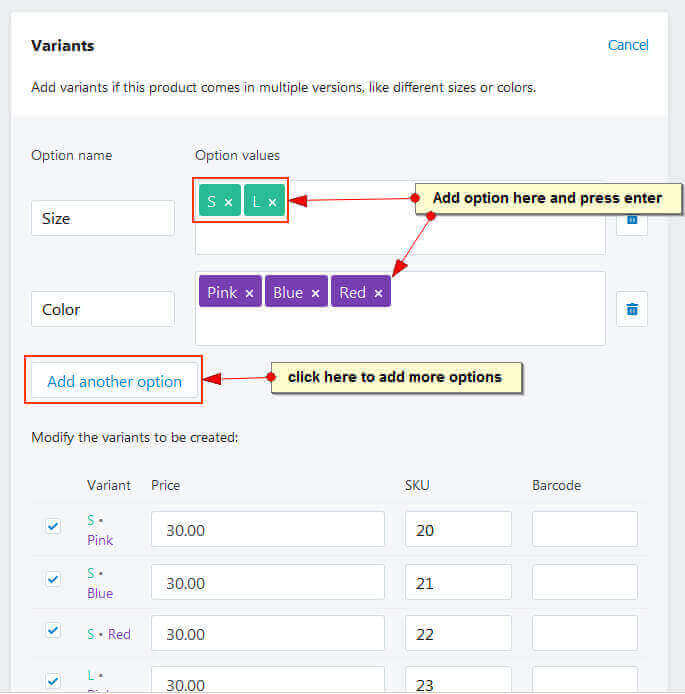 Variants
Cancel
Add variants if this product comes in multiple versions, like different sizes or colors.
Option name
Option values
S ×
L ×
Add option here and press enter
Size
Pink ×
Blue ×
Red ×
Color
Add another option
click here to add more options
Modify the variants to be created:
Variant
Price
SKU
Barcode
S •
Pink
30.00
20
S •
Blue
30.00
21
S • Red
30.00
22
L •
30.00
23